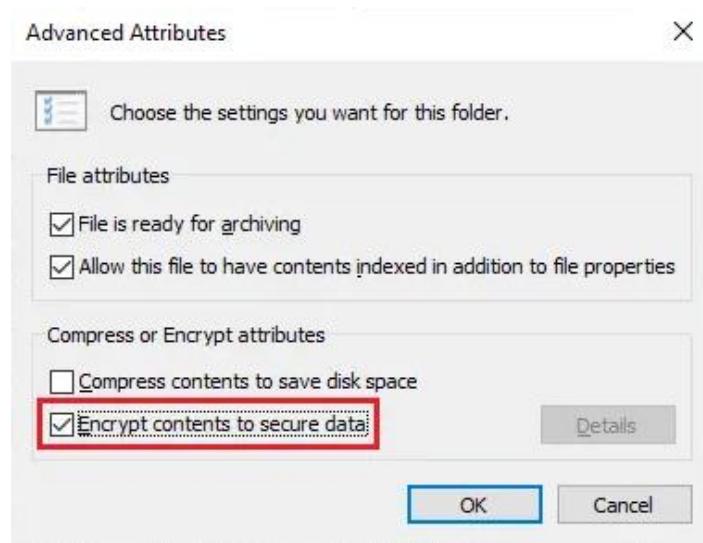 Advanced Attributes
Choose the settings you want for this folder.
File attributes
File is ready for archiving
Allow this file to have contents indexed in addition to file properties
Compress or Encrypt attributes
Compress contents to save disk space
Encrypt contents to secure data
Details
OK
Cancel